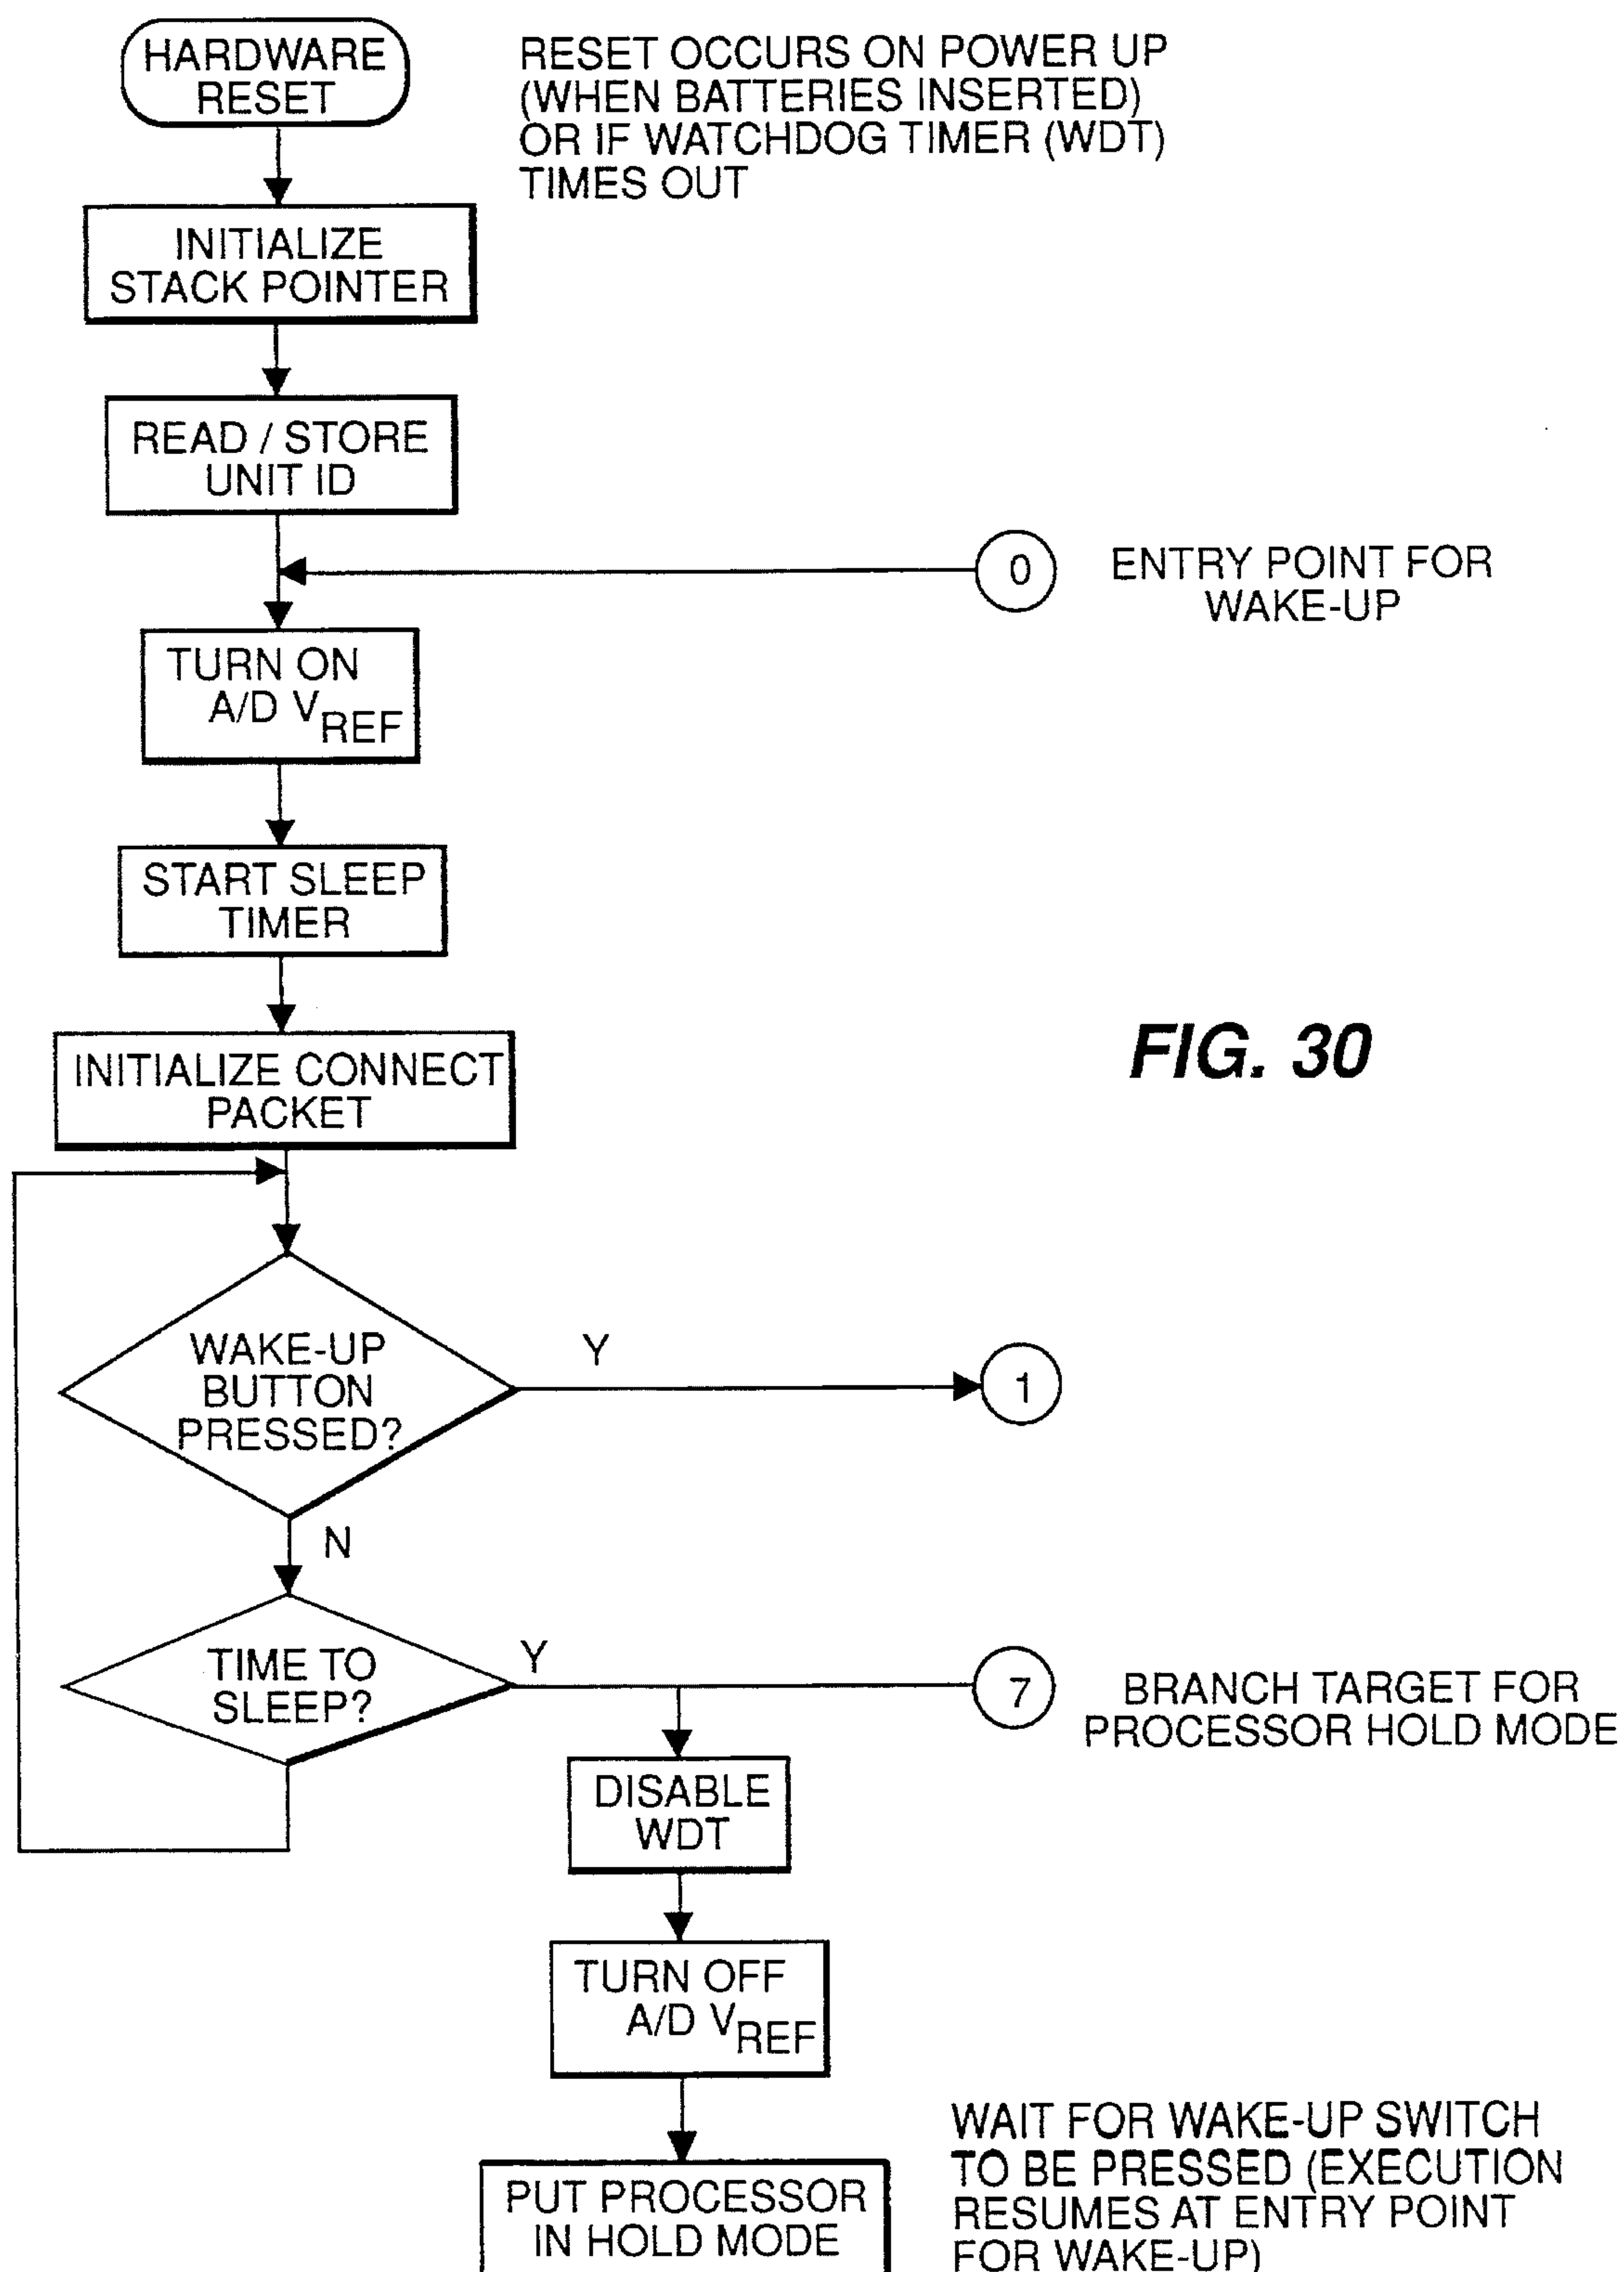 HARDWARE
RESET
RESET OCCURS ON POWER UP
(WHEN BATTERIES INSERTED)
OR IF WATCHDOG TIMER (WDT)
TIMES OUT
INITIALIZE
STACK POINTER
READ / STORE
UNIT ID
0
ENTRY POINT FOR
WAKE-UP
TURN ON
A/D VREF
START SLEEP
TIMER
INITIALIZE CONNECT
PACKET
FIG. 30
WAKE-UP
BUTTON
PRESSED?
Y
1
N
TIME TO
SLEEP?
Y
7
BRANCH TARGET FOR
PROCESSOR HOLD MODE
DISABLE
WDT
TURN OFF
A/D VREF
PUT PROCESSOR
IN HOLD MODE
WAIT FOR WAKE-UP SWITCH
TO BE PRESSED (EXECUTION
RESUMES AT ENTRY POINT
FOR WAKE-UP)